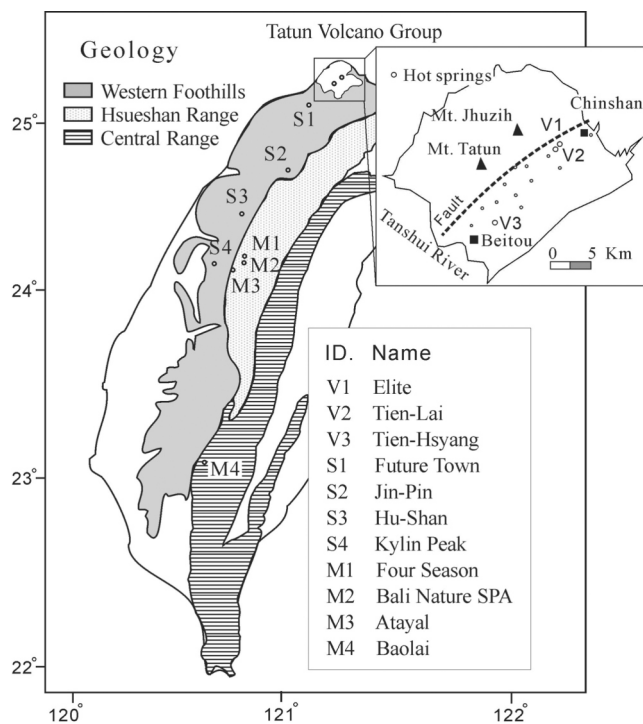 Tatun Volcano Group
Geology
Western Foothills
Hsueshan Range
Central Range
Hot springs
Chinshan
Mt. Jhuzih
V1
Mt. Tatun
V2
Fault
V3
Tanshui River
Beitou
0 5 Km
25°
24°
23°
22°
S1
S2
S3
S4
M1
M2
M3
M4
ID. Name
V1 Elite
V2 Tien-Lai
V3 Tien-Hsyang
S1 Future Town
S2 Jin-Pin
S3 Hu-Shan
S4 Kylin Peak
M1 Four Season
M2 Bali Nature SPA
M3 Atayal
M4 Baolai
120° 121° 122°